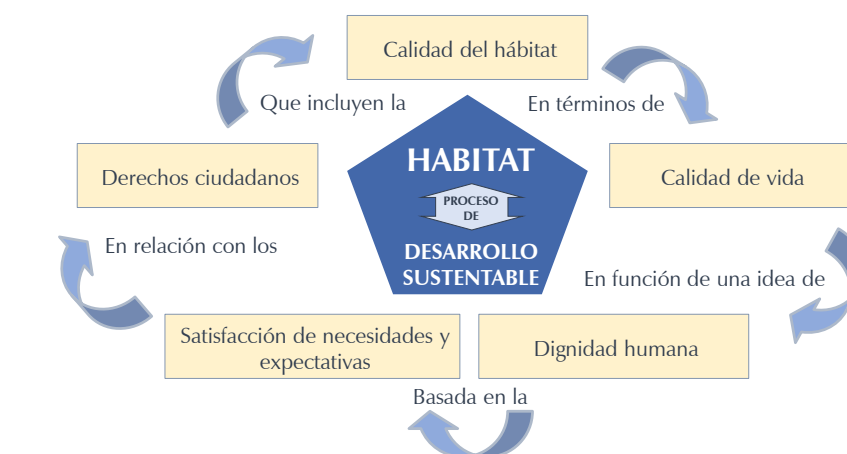 Calidad del hábitat
Que incluyen la
En términos de
HABITAT
Derechos ciudadanos
Calidad de vida
PROCESO
DE
DESARROLLO
SUSTENTABLE
En relación con los
En función de una idea de
Satisfacción de necesidades y
expectativas
Dignidad humana
Basada en la